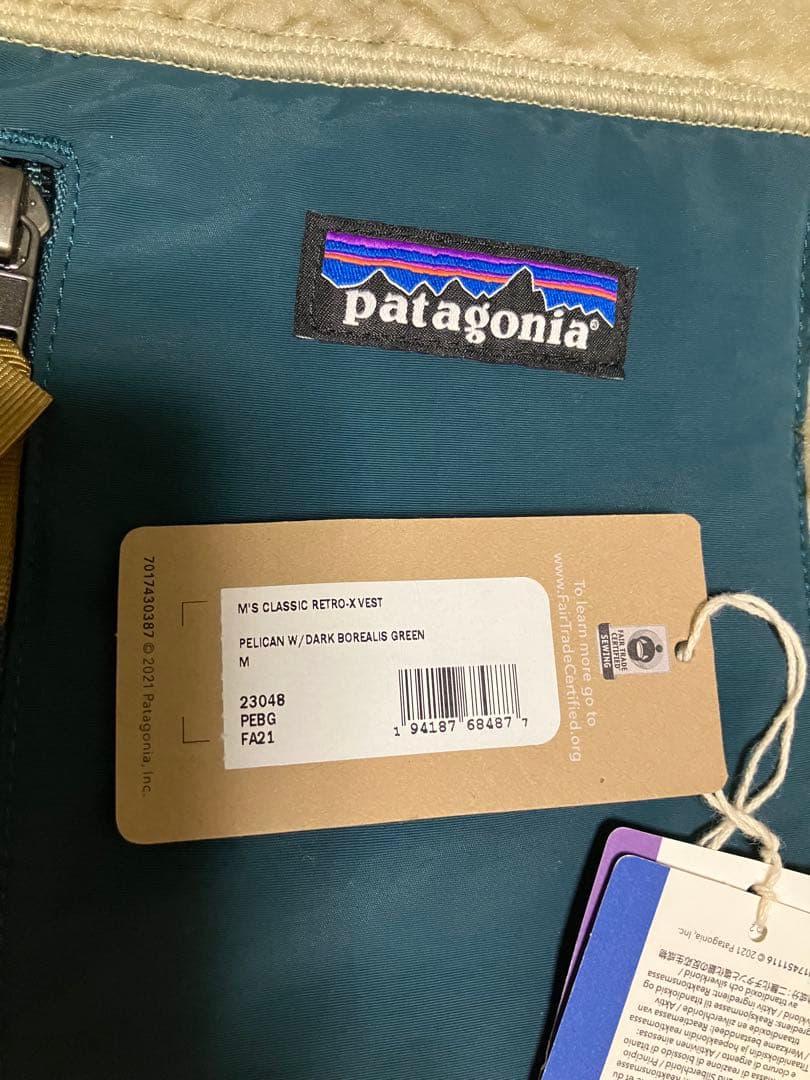 patagonia®
M'S CLASSIC RETRO-X VEST
PELICAN W/DARK BOREALIS GREEN
M
23048
PEBG
FA21
1 94187 68487 7
7017430387 © 2021 Patagonia, Inc.
To learn more go to
www.FairTradeCertified.org
FAIR TRADE
CERTIFIED
SEWING
17451116 © 2021 Patagonia, Inc.